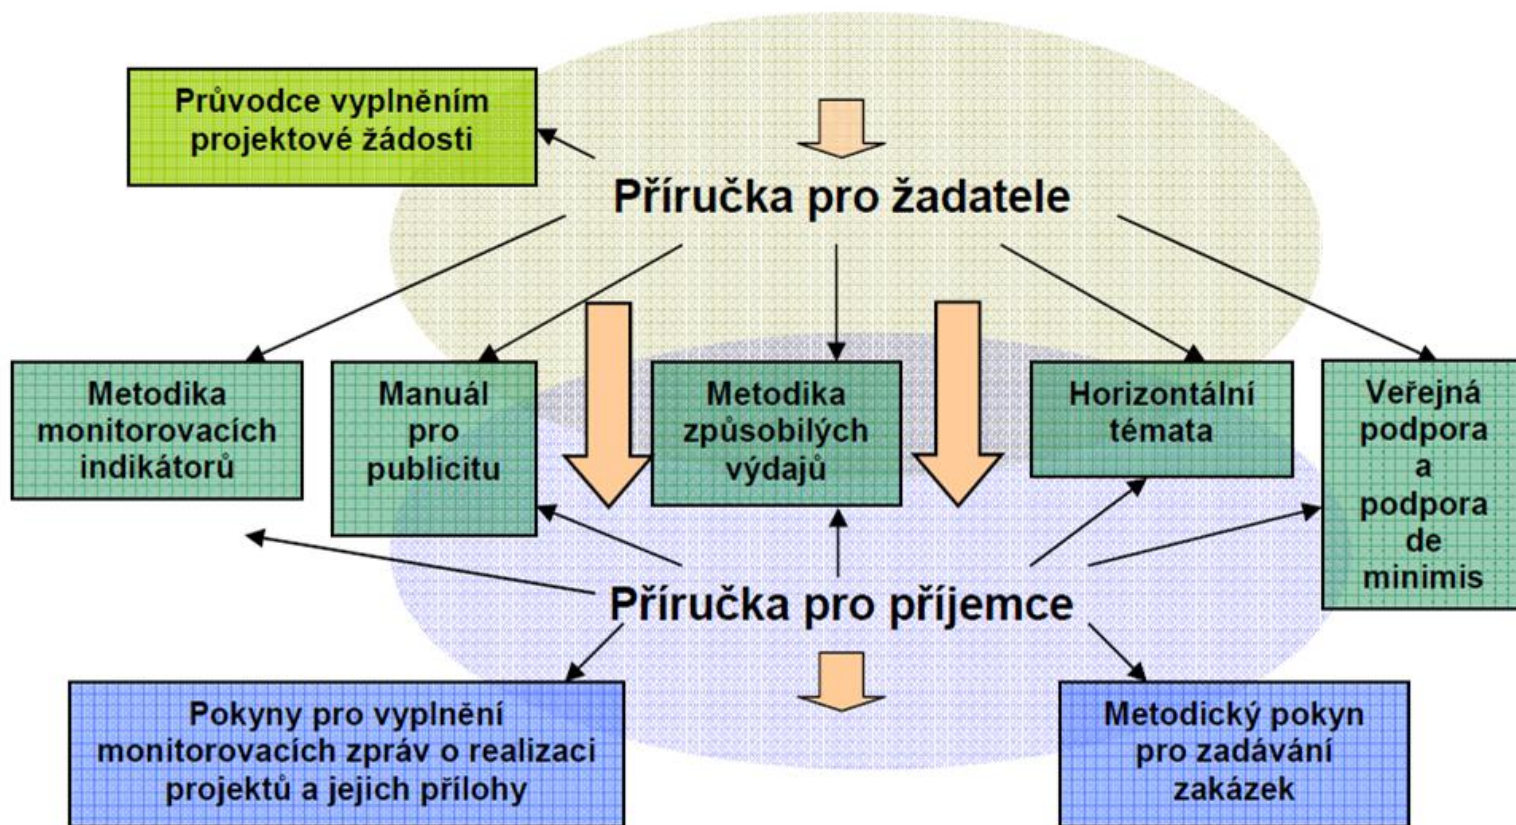 Průvodce vyplněním
projektové žádosti
Příručka pro žadatele
Metodika
monitorovacích
indikátorů
Manuál
pro
publicitu
Metodika
způsobilých
výdajů
Horizontální
témata
Veřejná
podpora
a
podpora
de
minimis
Příručka pro příjemce
Pokyny pro vyplnění
monitorovacích zpráv o realizaci
projektů a jejich přílohy
Metodický pokyn
pro zadávání
zakázek